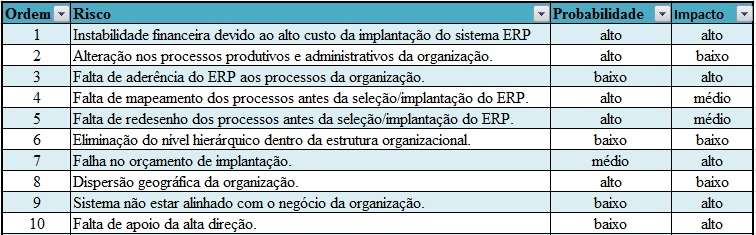 Ordem Risco Probabilidade Impacto
1 Instabilidade financeira devido ao alto custo da implantação do sistema ERP alto alto
2 Alteração nos processos produtivos e administrativos da organização. alto baixo
3 Falta de aderência do ERP aos processos da organização. baixo alto
4 Falta de mapeamento dos processos antes da seleção/implantação do ERP. alto médio
5 Falta de redesenho dos processos antes da seleção/implantação do ERP. alto médio
6 Eliminação do nível hierárquico dentro da estrutura organizacional. baixo baixo
7 Falha no orçamento de implantação. médio alto
8 Dispersão geográfica da organização. alto baixo
9 Sistema não estar alinhado com o negócio da organização. baixo alto
10 Falta de apoio da alta direção. baixo alto